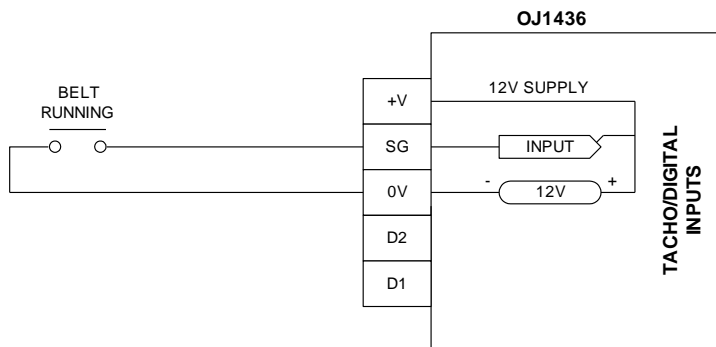 OJ1436
BELT
RUNNING
+V
12V SUPPLY
SG
INPUT
0V
-
12V
+
D2
D1
TACHO/DIGITAL
INPUTS